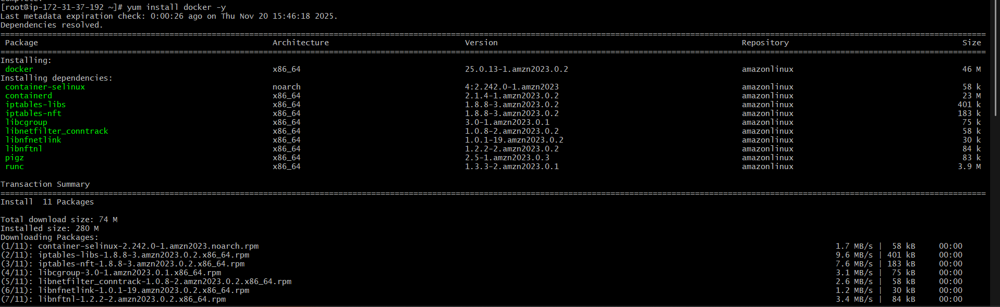 [root@ip-172-31-37-192 ~]# yum install docker -y
Last metadata expiration check: 0:00:26 ago on Thu Nov 20 15:46:18 2025.
Dependencies resolved.
Package Architecture Version Repository Size
Installing:
docker x86_64 25.0.13-1.amzn2023.0.2 amazonlinux 46 M
Installing dependencies:
container-selinux noarch 4:2.242.0-1.amzn2023 amazonlinux 58 k
containerd x86_64 2.1.4-1.amzn2023.0.2 amazonlinux 23 M
iptables-libs x86_64 1.8.8-3.amzn2023.0.2 amazonlinux 401 k
iptables-nft x86_64 1.8.8-3.amzn2023.0.2 amazonlinux 183 k
libcgroup x86_64 3.0-1.amzn2023.0.1 amazonlinux 75 k
libnetfilter_conntrack x86_64 1.0.8-2.amzn2023.0.2 amazonlinux 58 k
libnfnetlink x86_64 1.0.1-19.amzn2023.0.2 amazonlinux 30 k
libnftnl x86_64 1.2.2-2.amzn2023.0.2 amazonlinux 84 k
pigz x86_64 2.5-1.amzn2023.0.3 amazonlinux 83 k
runc x86_64 1.3.3-2.amzn2023.0.1 amazonlinux 3.9 M
Transaction Summary
Install 11 Packages
Total download size: 74 M
Installed size: 280 M
Downloading Packages:
(1/11): container-selinux-2.242.0-1.amzn2023.noarch.rpm 1.7 MB/s | 58 kB 00:00
(2/11): iptables-libs-1.8.8-3.amzn2023.0.2.x86_64.rpm 9.6 MB/s | 401 kB 00:00
(3/11): iptables-nft-1.8.8-3.amzn2023.0.2.x86_64.rpm 7.6 MB/s | 183 kB 00:00
(4/11): libcgroup-3.0-1.amzn2023.0.1.x86_64.rpm 3.1 MB/s | 75 kB 00:00
(5/11): libnetfilter_conntrack-1.0.8-2.amzn2023.0.2.x86_64.rpm 2.6 MB/s | 58 kB 00:00
(6/11): libnfnetlink-1.0.1-19.amzn2023.0.2.x86_64.rpm 1.2 MB/s | 30 kB 00:00
(7/11): libnftnl-1.2.2-2.amzn2023.0.2.x86_64.rpm 3.4 MB/s | 84 kB 00:00